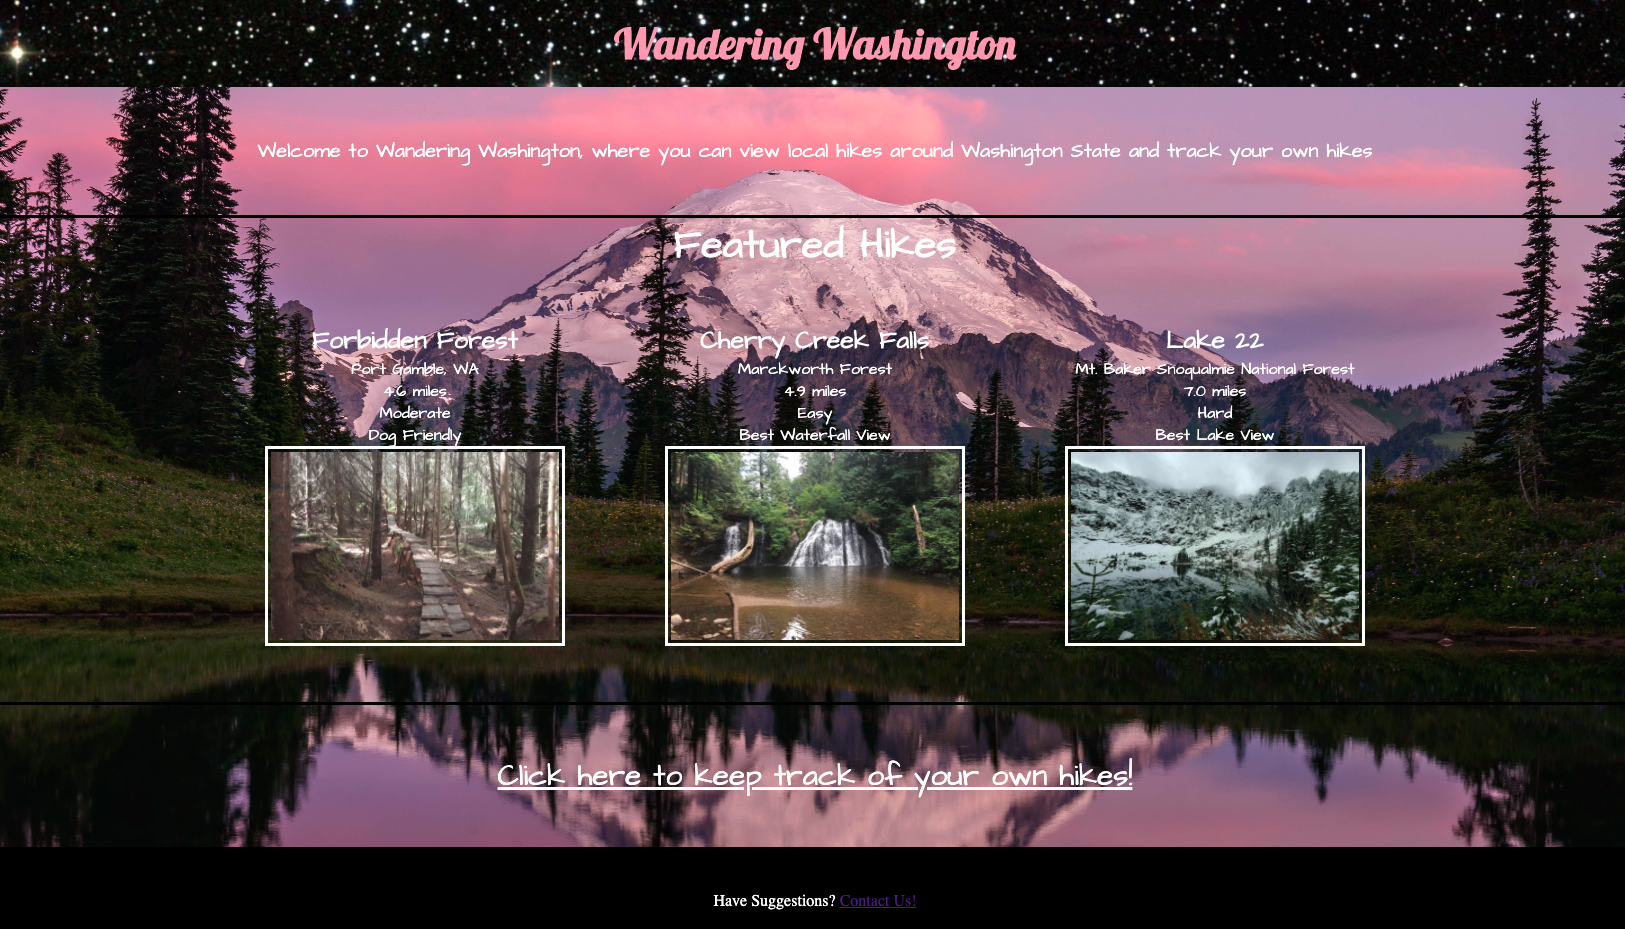 Wandering Washington
Welcome to Wandering Washington, where you can view local hikes around Washington State and track your own hikes
Featured Hikes
Forbidden Forest
Port Gamble, WA
4.6 miles
Moderate
Dog Friendly
Cherry Creek Falls
Marckworth Forest
4.9 miles
Easy
Best Waterfall View
Lake 22
Mt. Baker Snoqualmie National Forest
7.0 miles
Hard
Best Lake View
Click here to keep track of your own hikes!
Have Suggestions? Contact Us!